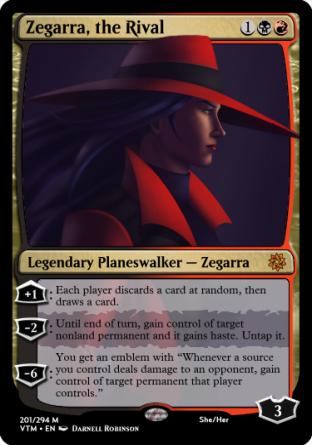 Zegarra, the Rival 1
Legendary Planeswalker — Zegarra
+1: Each player discards a card at random, then
draws a card.
-2: Until end of turn, gain control of target
nonland permanent and it gains haste. Untap it.
-6: You get an emblem with “Whenever a source
you control deals damage to an opponent, gain
control of target permanent that player
controls.”
3
201/294 M She/Her
VTM • EN DARNELL ROBINSON